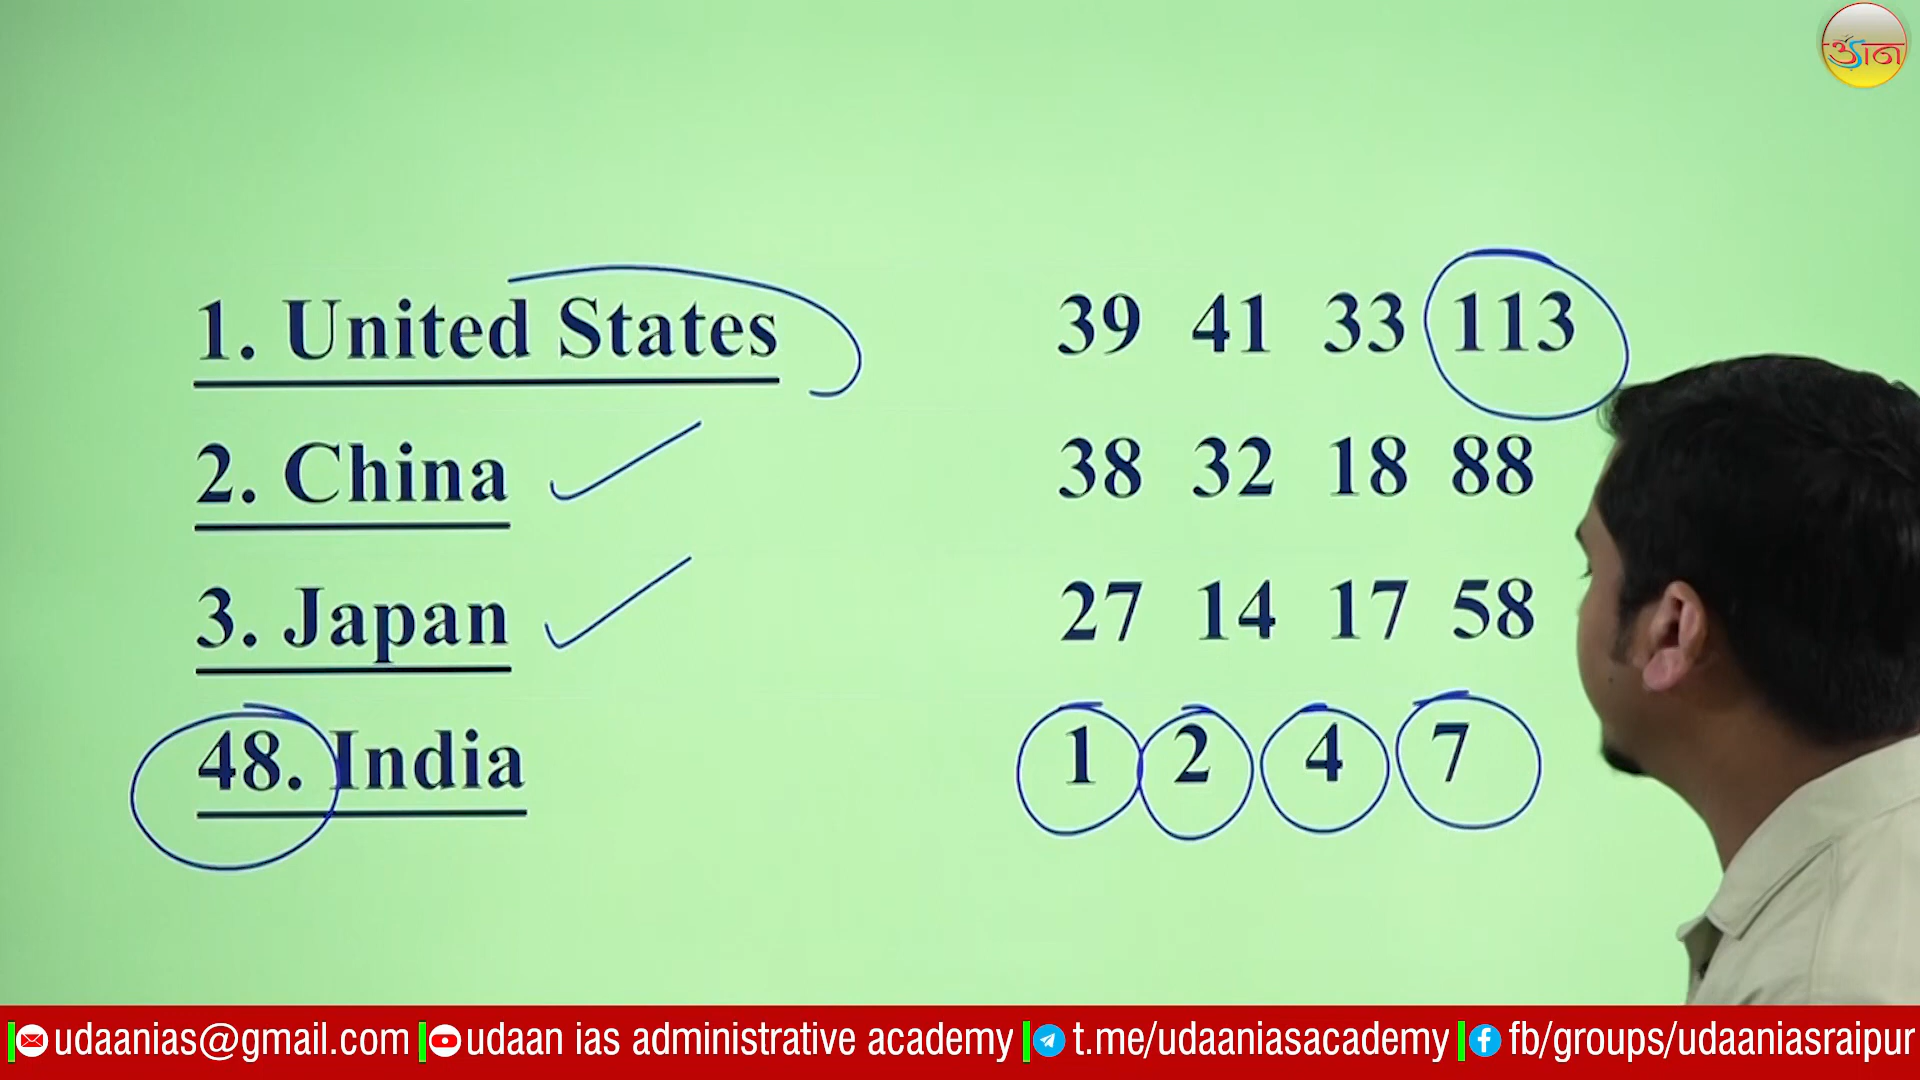 उड़ान
1. United States 39 41 33 113
2. China 38 32 18 88
3. Japan 27 14 17 58
48. India 1 2 4 7
udaanias@gmail.com udaan ias administrative academy t.me/udaaniasacademy fb/groups/udaaniasraipur